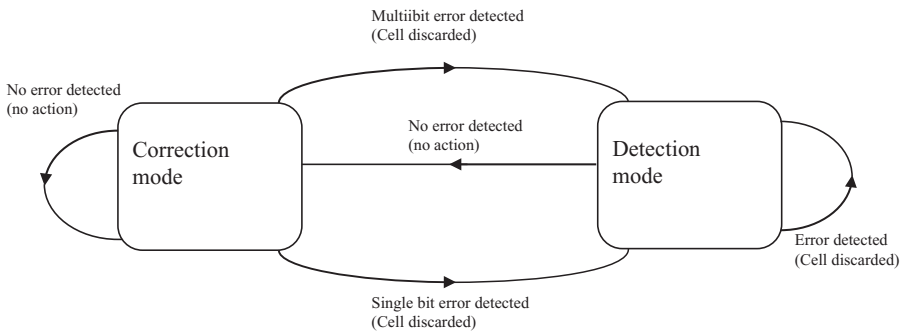 Multiibit error detected
(Cell discarded)
No error detected
(no action)
No error detected
(no action)
Correction
mode
Detection
mode
Error detected
(Cell discarded)
Single bit error detected
(Cell discarded)